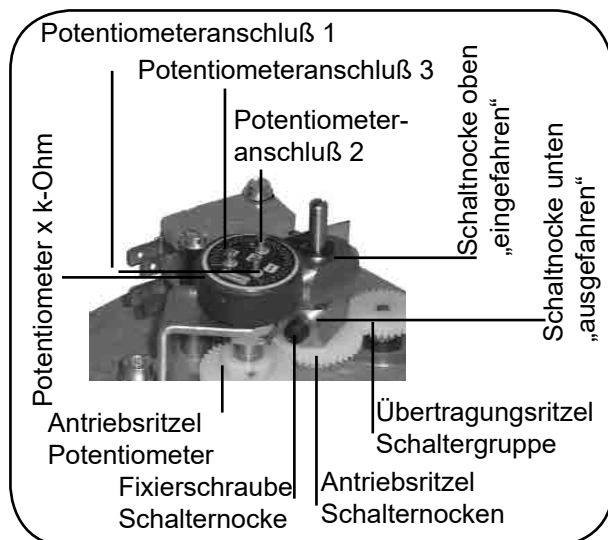 Potentiometeranschluß 1
Potentiometeranschluß 3
Potentiometer-
anschluß 2
Schaltnocke oben
„eingefahren“
Schaltnocke unten
„ausgefahren“
Potentiometer x k-Ohm
Antriebsritzel
Potentiometer
Fixierschraube
Schalternocke
Antriebsritzel
Schalternocken
Übertragungsritzel
Schaltergruppe